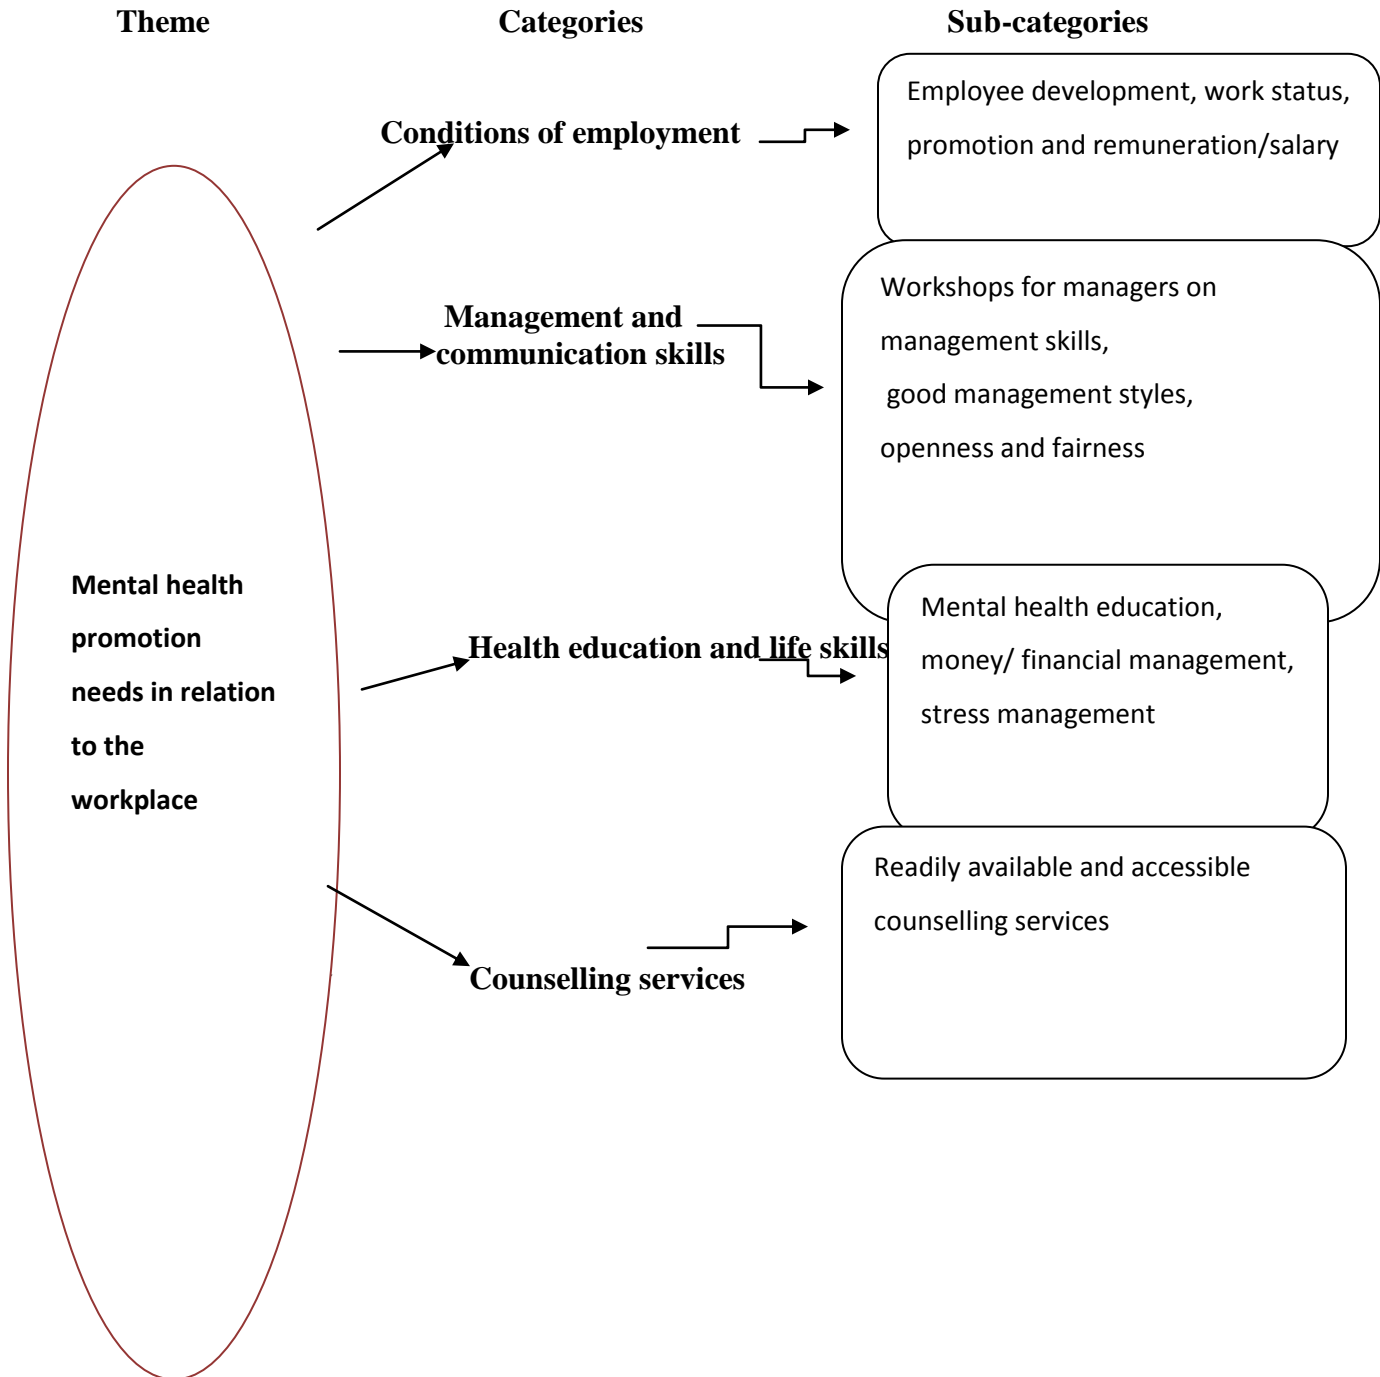 Theme
Categories
Sub-categories
Conditions of employment
Employee development, work status,
promotion and remuneration/salary
Management and
communication skills
Workshops for managers on
management skills,
good management styles,
openness and fairness
Mental health
promotion
needs in relation
to the
workplace
Health education and life skills
Mental health education,
money/ financial management,
stress management
Counselling services
Readily available and accessible
counselling services